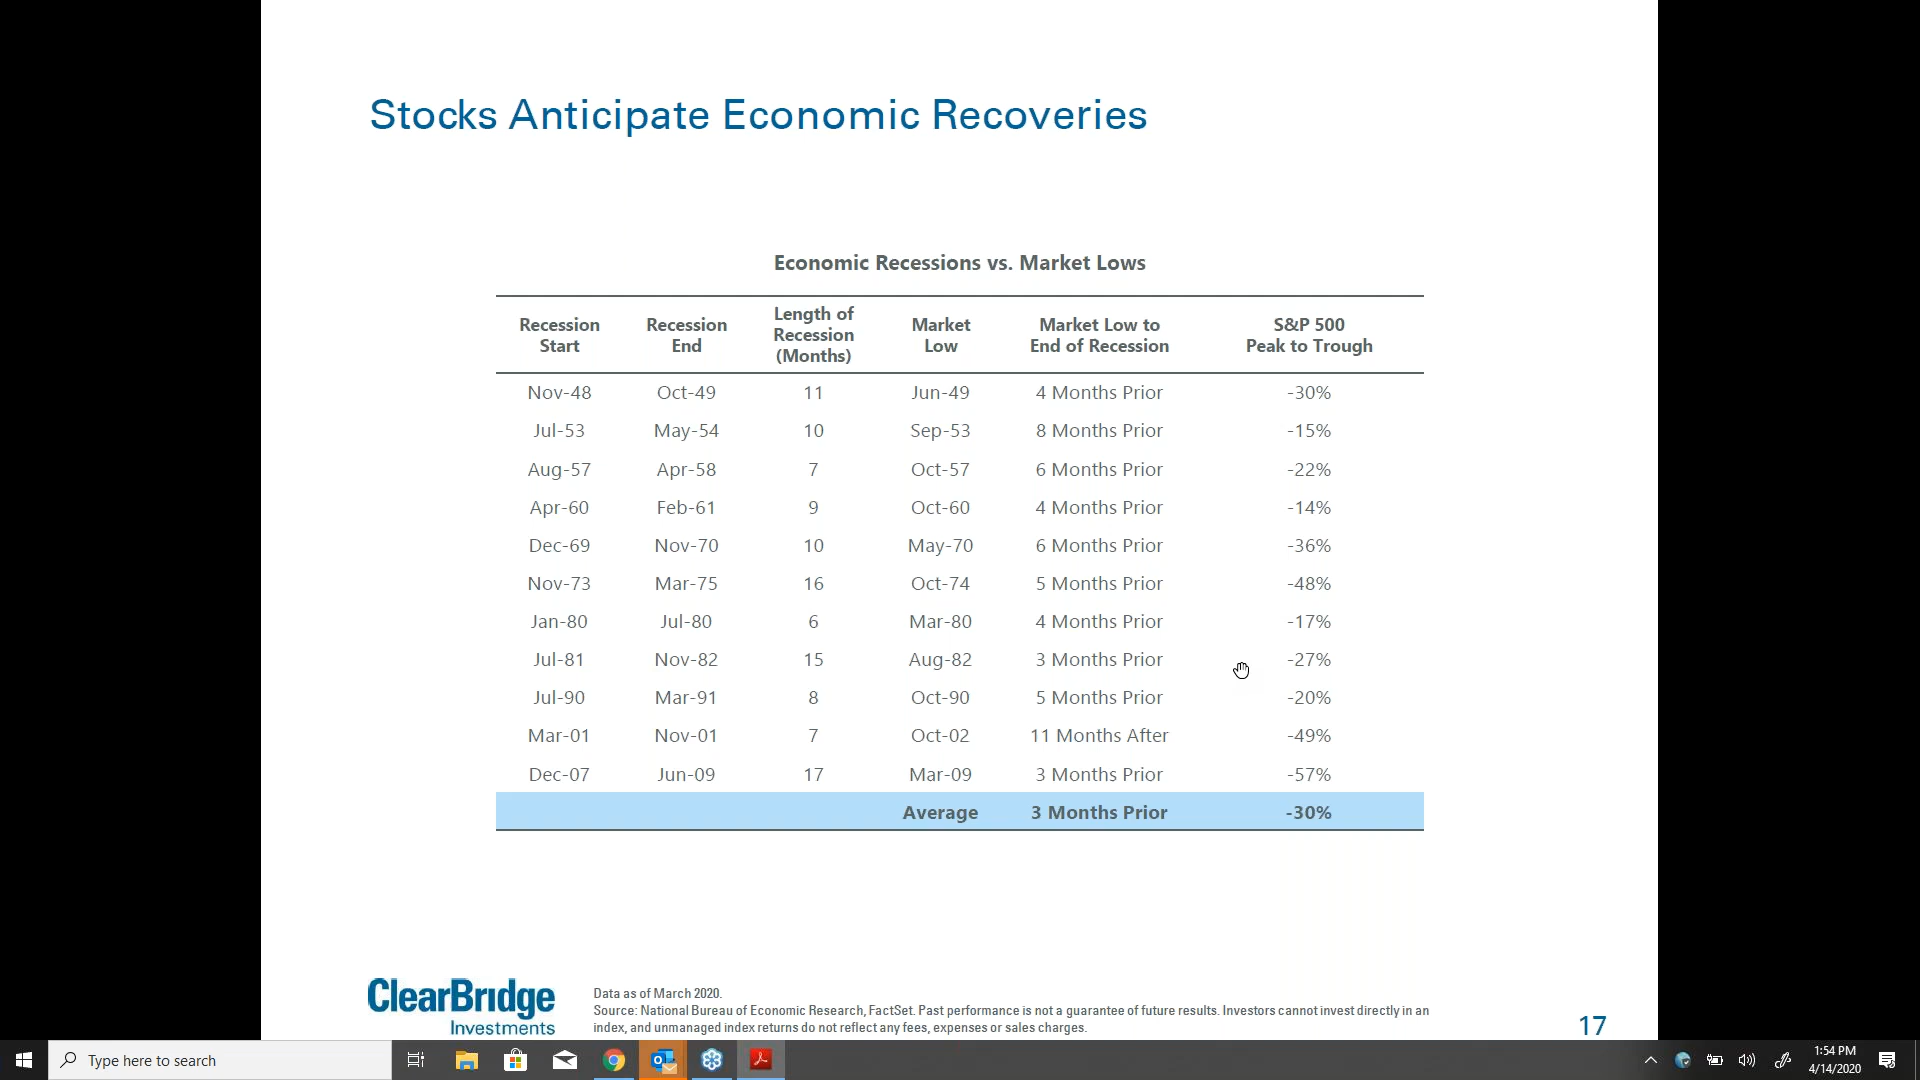 Stocks Anticipate Economic Recoveries
Economic Recessions vs. Market Lows
Recession Start Recession End Length of Recession (Months) Market Low Market Low to End of Recession S&P 500 Peak to Trough
Nov-48 Oct-49 11 Jun-49 4 Months Prior -30%
Jul-53 May-54 10 Sep-53 8 Months Prior -15%
Aug-57 Apr-58 7 Oct-57 6 Months Prior -22%
Apr-60 Feb-61 9 Oct-60 4 Months Prior -14%
Dec-69 Nov-70 10 May-70 6 Months Prior -36%
Nov-73 Mar-75 16 Oct-74 5 Months Prior -48%
Jan-80 Jul-80 6 Mar-80 4 Months Prior -17%
Jul-81 Nov-82 15 Aug-82 3 Months Prior -27%
Jul-90 Mar-91 8 Oct-90 5 Months Prior -20%
Mar-01 Nov-01 7 Oct-02 11 Months After -49%
Dec-07 Jun-09 17 Mar-09 3 Months Prior -57%
Average 3 Months Prior -30%
ClearBridge
Investments
Data as of March 2020.
Source: National Bureau of Economic Research, FactSet. Past performance is not a guarantee of future results. Investors cannot invest directly in an
index, and unmanaged index returns do not reflect any fees, expenses or sales charges.
17
Type here to search
1:54 PM
4/14/2020